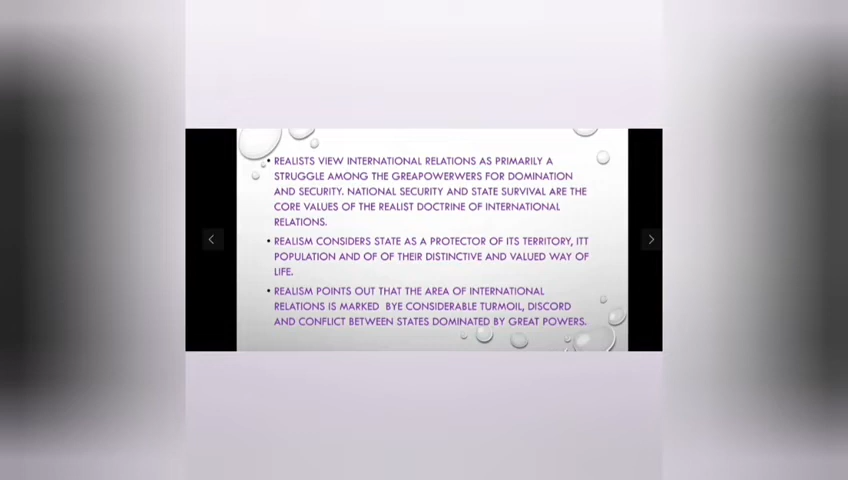 • REALISTS VIEW INTERNATIONAL RELATIONS AS PRIMARILY A
STRUGGLE AMONG THE GREAPOWERWERS FOR DOMINATION
AND SECURITY. NATIONAL SECURITY AND STATE SURVIVAL ARE THE
CORE VALUES OF THE REALIST DOCTRINE OF INTERNATIONAL
RELATIONS.
• REALISM CONSIDERS STATE AS A PROTECTOR OF ITS TERRITORY, ITT
POPULATION AND OF OF THEIR DISTINCTIVE AND VALUED WAY OF
LIFE.
• REALISM POINTS OUT THAT THE AREA OF INTERNATIONAL
RELATIONS IS MARKED BYE CONSIDERABLE TURMOIL, DISCORD
AND CONFLICT BETWEEN STATES DOMINATED BY GREAT POWERS.